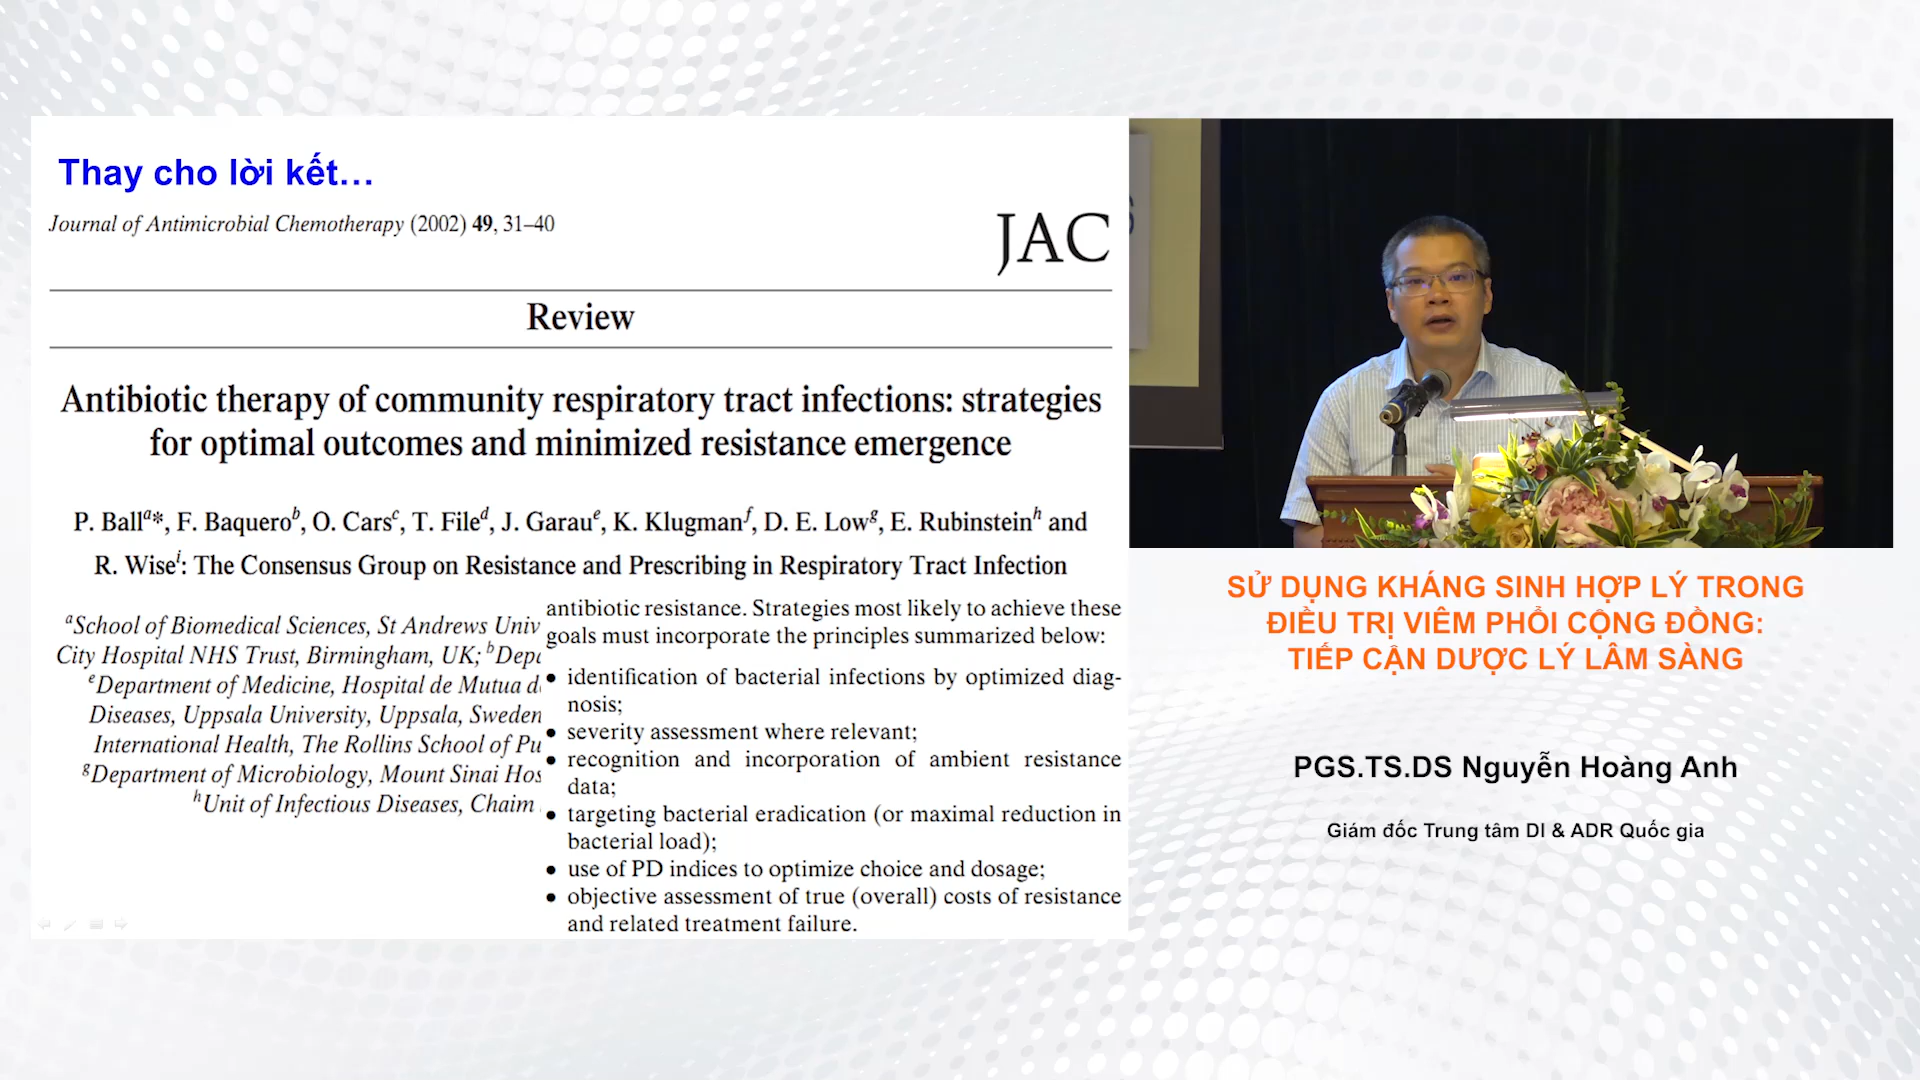 Thay cho lời kết...
Journal of Antimicrobial Chemotherapy (2002) 49, 31–40
JAC
Review
Antibiotic therapy of community respiratory tract infections: strategies
for optimal outcomes and minimized resistance emergence
P. Ballᵃ*, F. Baqueroᵇ, O. Carsᶜ, T. Fileᵈ, J. Garauᵉ, K. Klugmanᶠ, D. E. Lowᵍ, E. Rubinsteinʰ and
R. Wiseⁱ: The Consensus Group on Resistance and Prescribing in Respiratory Tract Infection
ᵃSchool of Biomedical Sciences, St Andrews Univ
City Hospital NHS Trust, Birmingham, UK; ᵇDepa
ᵉDepartment of Medicine, Hospital de Mutua d
Diseases, Uppsala University, Uppsala, Sweden
International Health, The Rollins School of Pu
ᵍDepartment of Microbiology, Mount Sinai Hos
ʰUnit of Infectious Diseases, Chaim
antibiotic resistance. Strategies most likely to achieve these
goals must incorporate the principles summarized below:
• identification of bacterial infections by optimized diag-
nosis;
• severity assessment where relevant;
• recognition and incorporation of ambient resistance
data;
• targeting bacterial eradication (or maximal reduction in
bacterial load);
• use of PD indices to optimize choice and dosage;
• objective assessment of true (overall) costs of resistance
and related treatment failure.
SỬ DỤNG KHÁNG SINH HỢP LÝ TRONG
ĐIỀU TRỊ VIÊM PHỔI CỘNG ĐỒNG:
TIẾP CẬN DƯỢC LÝ LÂM SÀNG
PGS.TS.DS Nguyễn Hoàng Anh
Giám đốc Trung tâm DI & ADR Quốc gia